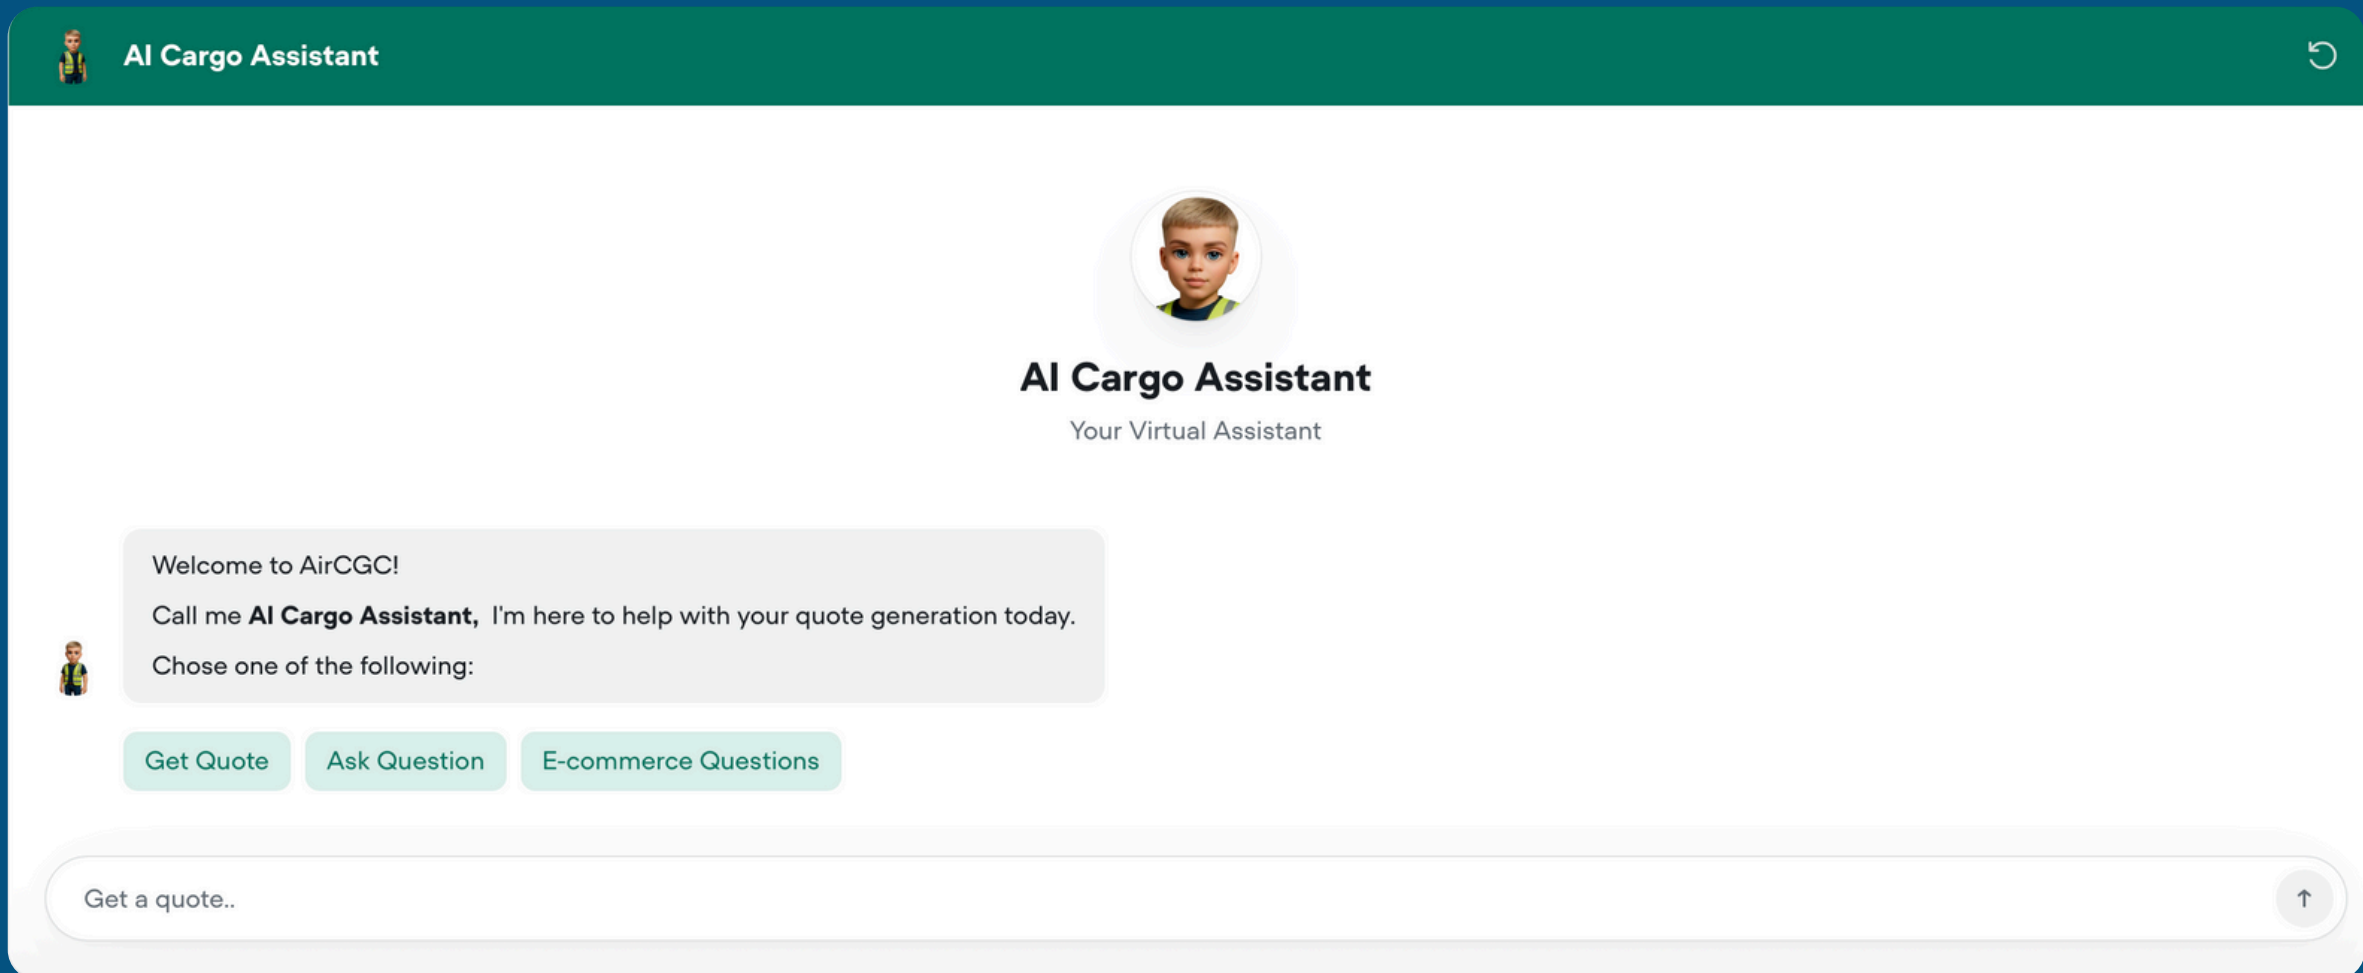 AI Cargo Assistant
AI Cargo Assistant
Your Virtual Assistant
Welcome to AirCGC!
Call me AI Cargo Assistant, I'm here to help with your quote generation today.
Chose one of the following:
Get Quote
Ask Question
E-commerce Questions
Get a quote..